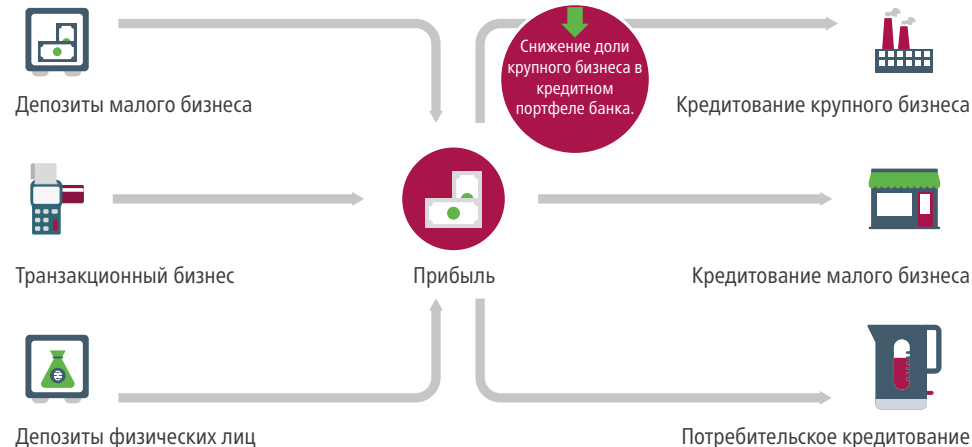 Снижение доли
крупного бизнеса в
кредитном
портфеле банка.
Депозиты малого бизнеса
Кредитование крупного бизнеса
Транзакционный бизнес
Прибыль
Кредитование малого бизнеса
Депозиты физических лиц
Потребительское кредитование